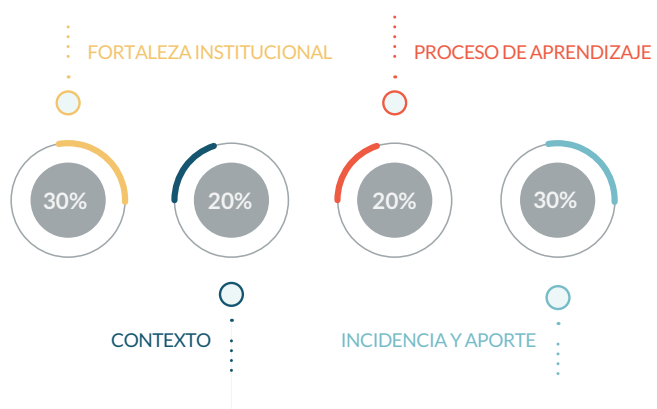 FORTALEZA INSTITUCIONAL
PROCESO DE APRENDIZAJE
30%
20%
20%
30%
CONTEXTO
INCIDENCIA Y APORTE